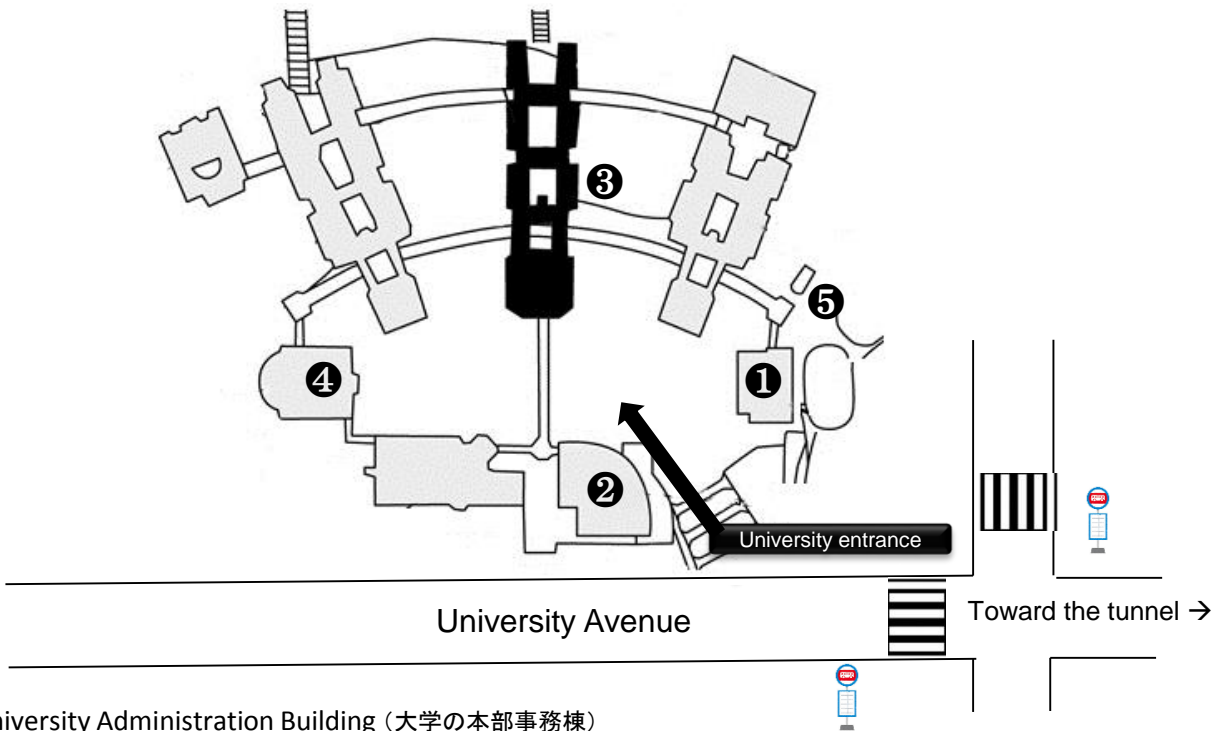 ❸
❺
❹
❶
❷
University entrance
University Avenue
Toward the tunnel →
niversity Administration Building (大学の本部事務棟)